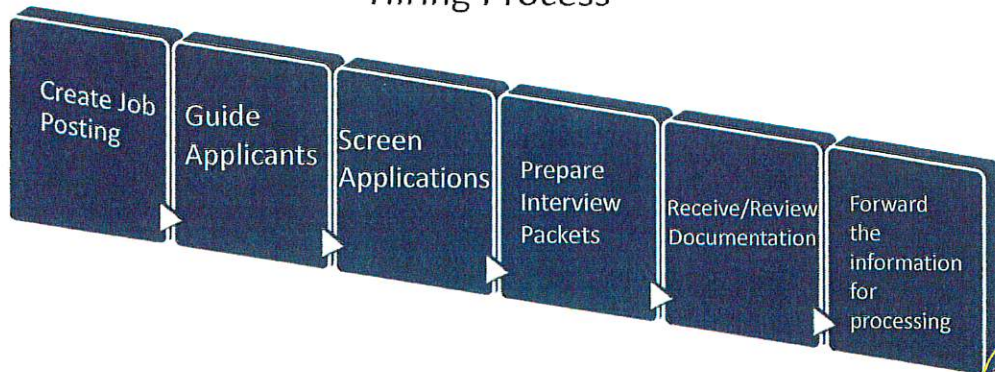 Hiring Process
Create Job
Posting
Guide
Applicants
Screen
Applications
Prepare
Interview
Packets
Receive/Review
Documentation
Forward
the
information
for
processing